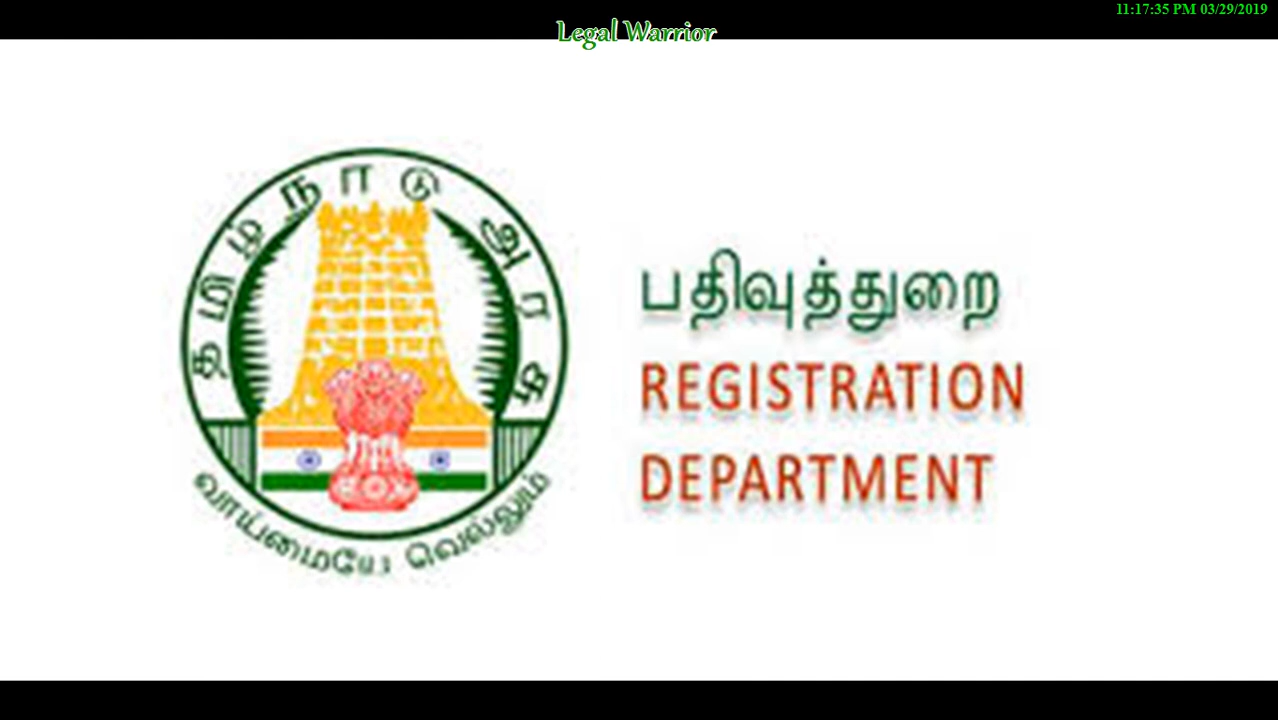 11:17:35 PM 03/29/2019
Legal Warrior
தமிழ்நாடு அரசு
வாய்மையே வெல்லும்
பதிவுத்துறை
REGISTRATION
DEPARTMENT